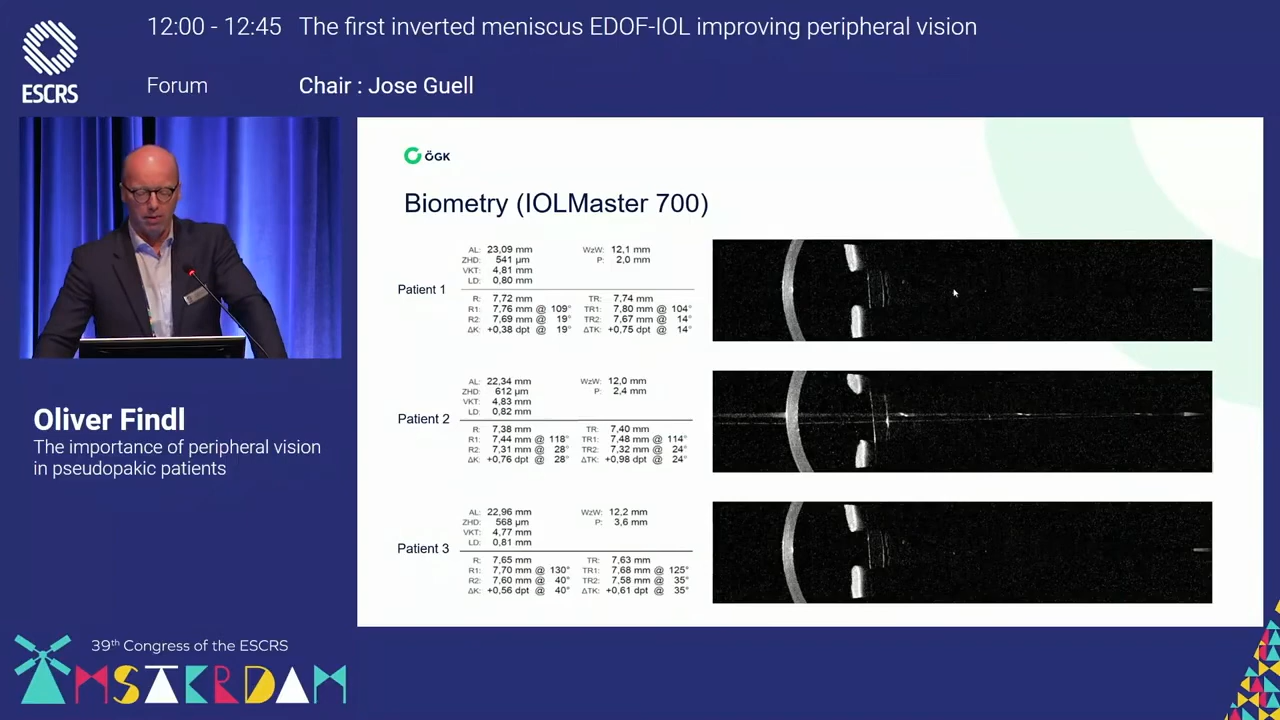 12:00 - 12:45 The first inverted meniscus EDOF-IOL improving peripheral vision
ESCRS
Forum Chair : Jose Guell
ÖGK
Biometry (IOLMaster 700)
Patient 1
AL: 23,09 mm WzW: 12,1 mm
ZHD: 541 µm P: 2,0 mm
VKT: 4,81 mm
LD: 0,80 mm
R: 7,72 mm TR: 7,74 mm
R1: 7,76 mm @ 109° TR1: 7,80 mm @ 104°
R2: 7,69 mm @ 19° TR2: 7,67 mm @ 14°
ΔK: +0,38 dpt @ 19° ΔTK: +0,75 dpt @ 14°
Patient 2
AL: 22,34 mm WzW: 12,0 mm
ZHD: 612 µm P: 2,4 mm
VKT: 4,83 mm
LD: 0,82 mm
R: 7,38 mm TR: 7,40 mm
R1: 7,44 mm @ 118° TR1: 7,48 mm @ 114°
R2: 7,31 mm @ 28° TR2: 7,32 mm @ 24°
ΔK: +0,76 dpt @ 28° ΔTK: +0,98 dpt @ 24°
Patient 3
AL: 22,96 mm WzW: 12,2 mm
ZHD: 568 µm P: 3,6 mm
VKT: 4,77 mm
LD: 0,81 mm
R: 7,65 mm TR: 7,63 mm
R1: 7,70 mm @ 130° TR1: 7,68 mm @ 125°
R2: 7,60 mm @ 40° TR2: 7,58 mm @ 35°
ΔK: +0,56 dpt @ 40° ΔTK: +0,61 dpt @ 35°
Oliver Findl
The importance of peripheral vision
in pseudopakic patients
39th Congress of the ESCRS
AMSTERDAM